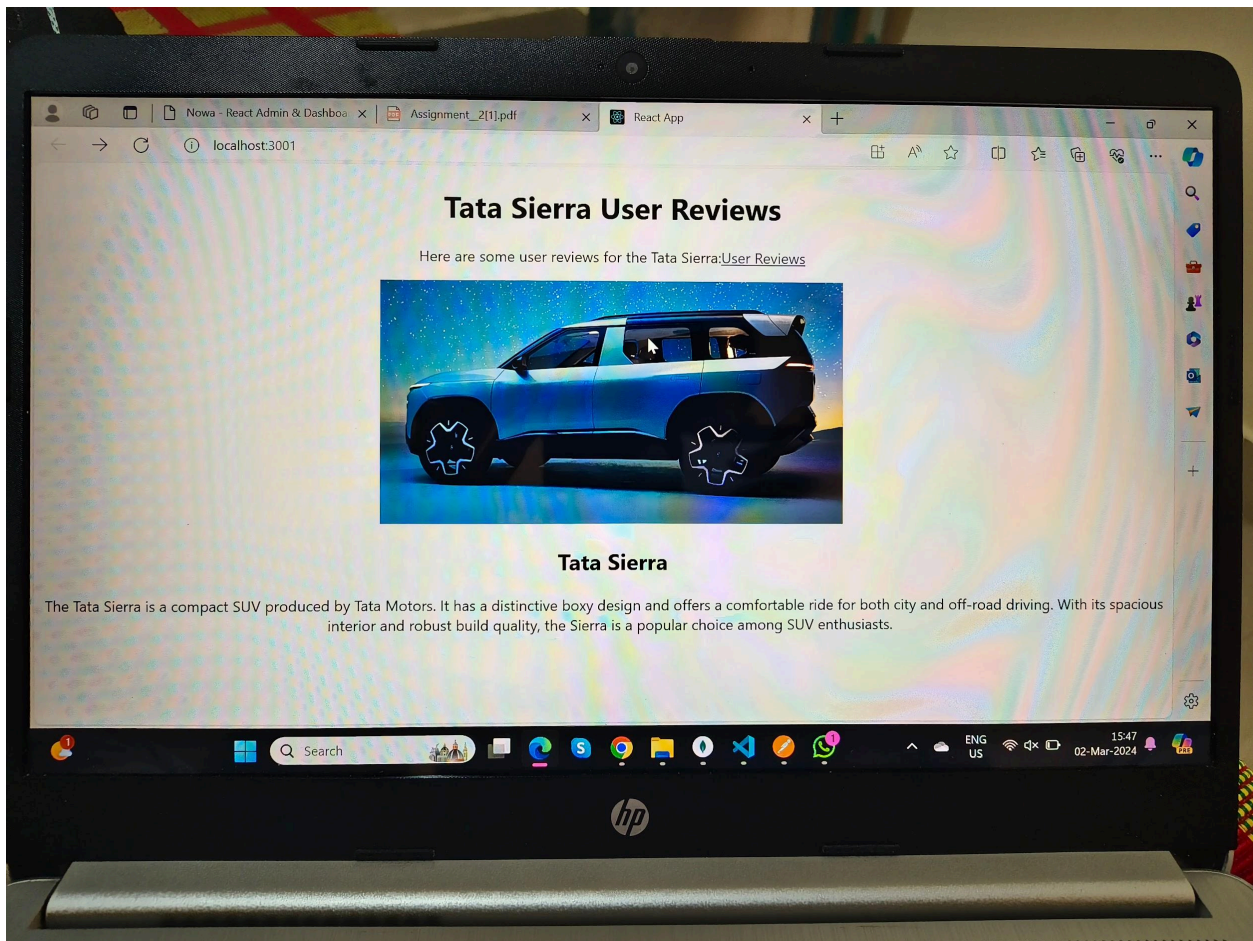 Nowa - React Admin & Dashboa
Assignment_2[1].pdf
React App
localhost:3001
Tata Sierra User Reviews
Here are some user reviews for the Tata Sierra:User Reviews
Tata Sierra
The Tata Sierra is a compact SUV produced by Tata Motors. It has a distinctive boxy design and offers a comfortable ride for both city and off-road driving. With its spacious
interior and robust build quality, the Sierra is a popular choice among SUV enthusiasts.
1
Search
1
ENG
US
15:47
02-Mar-2024
PRE
hp